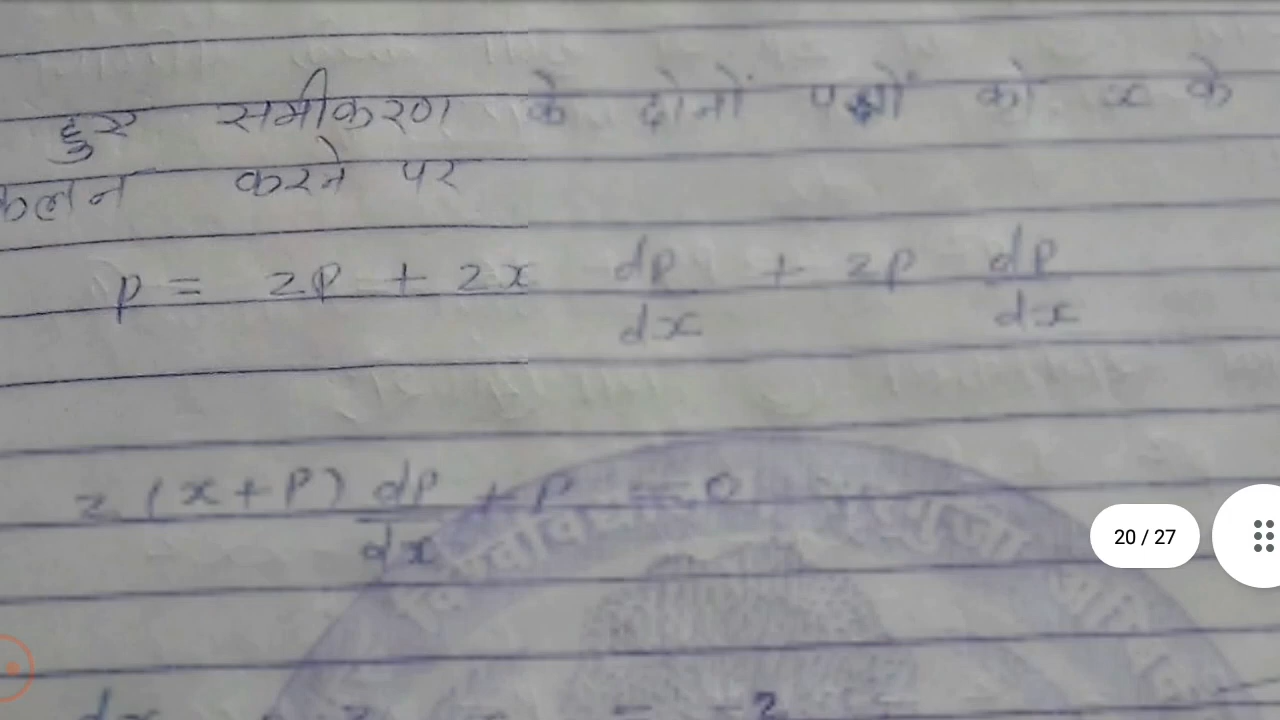 हुए समीकरण के दोनों पक्षों को x के
कलन करने पर
p = 2p + 2x dp/dx + 2p dp/dx
2 (x+p) dp/dx + p = 0
20 / 27